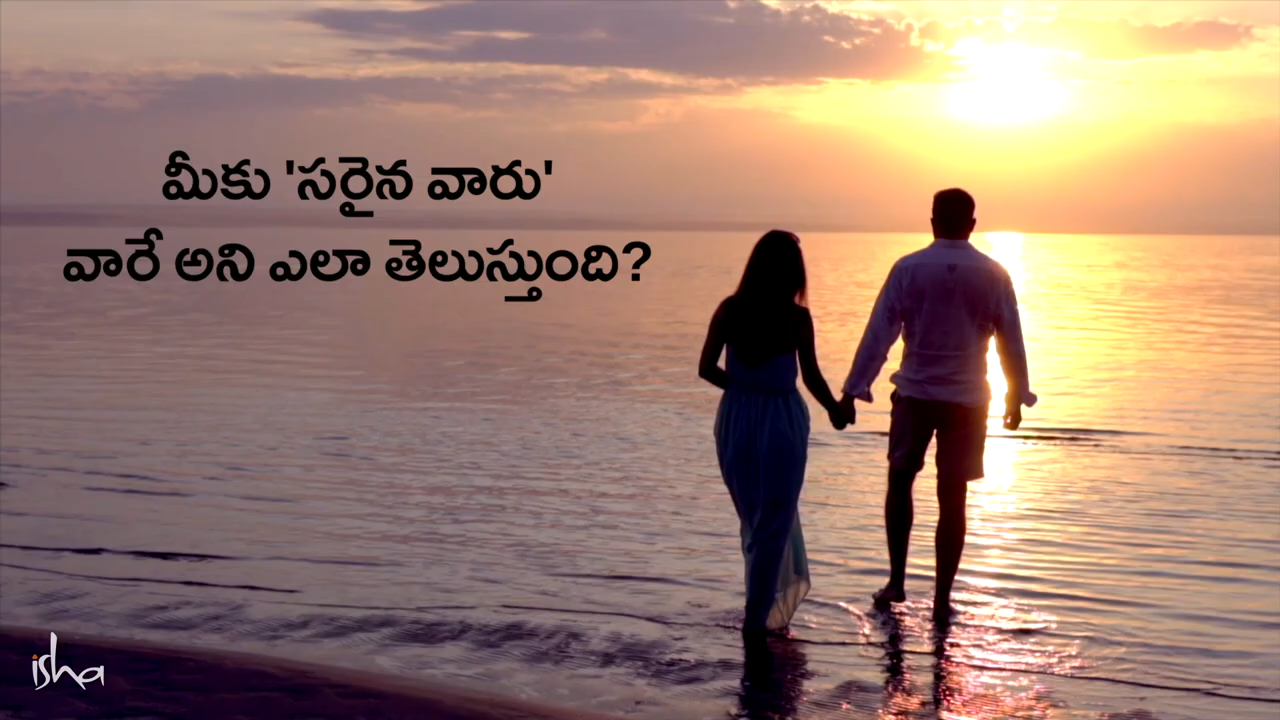 మీకు 'సరైన వారు'
వారే అని ఎలా తెలుస్తుంది?
isha